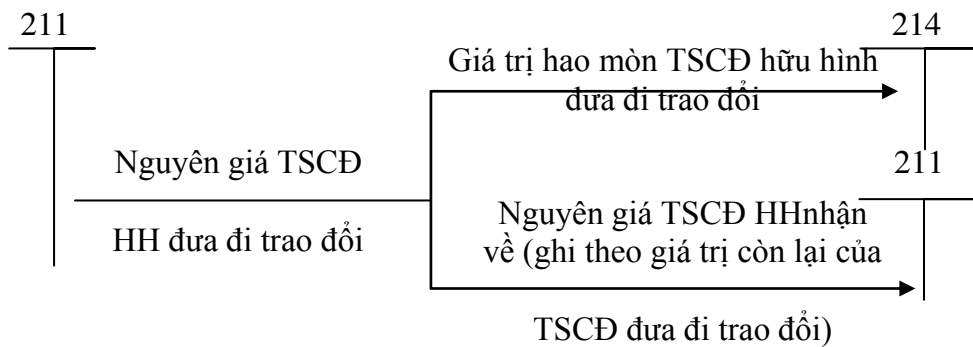 211
214
Giá trị hao mòn TSCĐ hữu hình
đưa đi trao đổi
Nguyên giá TSCĐ
HH đưa đi trao đổi
211
Nguyên giá TSCĐ HHnhận
về (ghi theo giá trị còn lại của
TSCĐ đưa đi trao đổi)